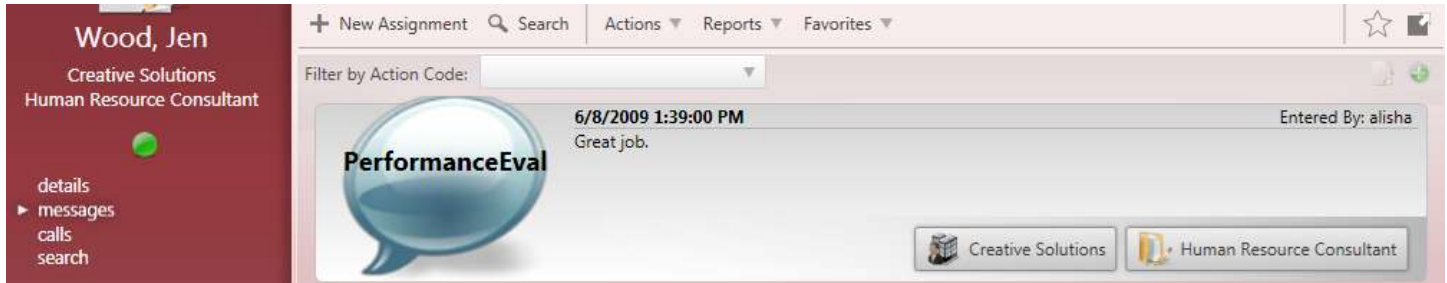 Wood, Jen
Creative Solutions
Human Resource Consultant
details
messages
calls
search
New Assignment Search Actions Reports Favorites
Filter by Action Code:
PerformanceEval
6/8/2009 1:39:00 PM Entered By: alisha
Great job.
Creative Solutions Human Resource Consultant